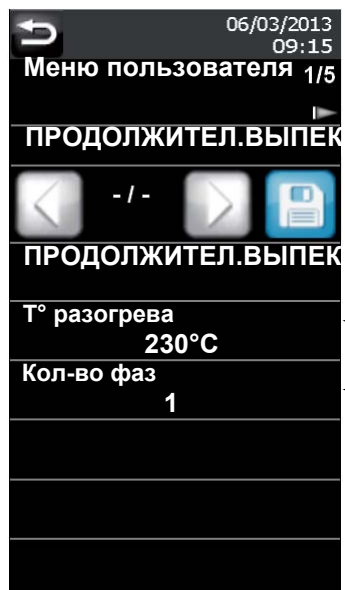 06/03/2013
09:15
Меню пользователя 1/5
ПРОДОЛЖИТЕЛ.ВЫПЕК
- / -
ПРОДОЛЖИТЕЛ.ВЫПЕК
Т° разогрева
230°C
Кол-во фаз
1